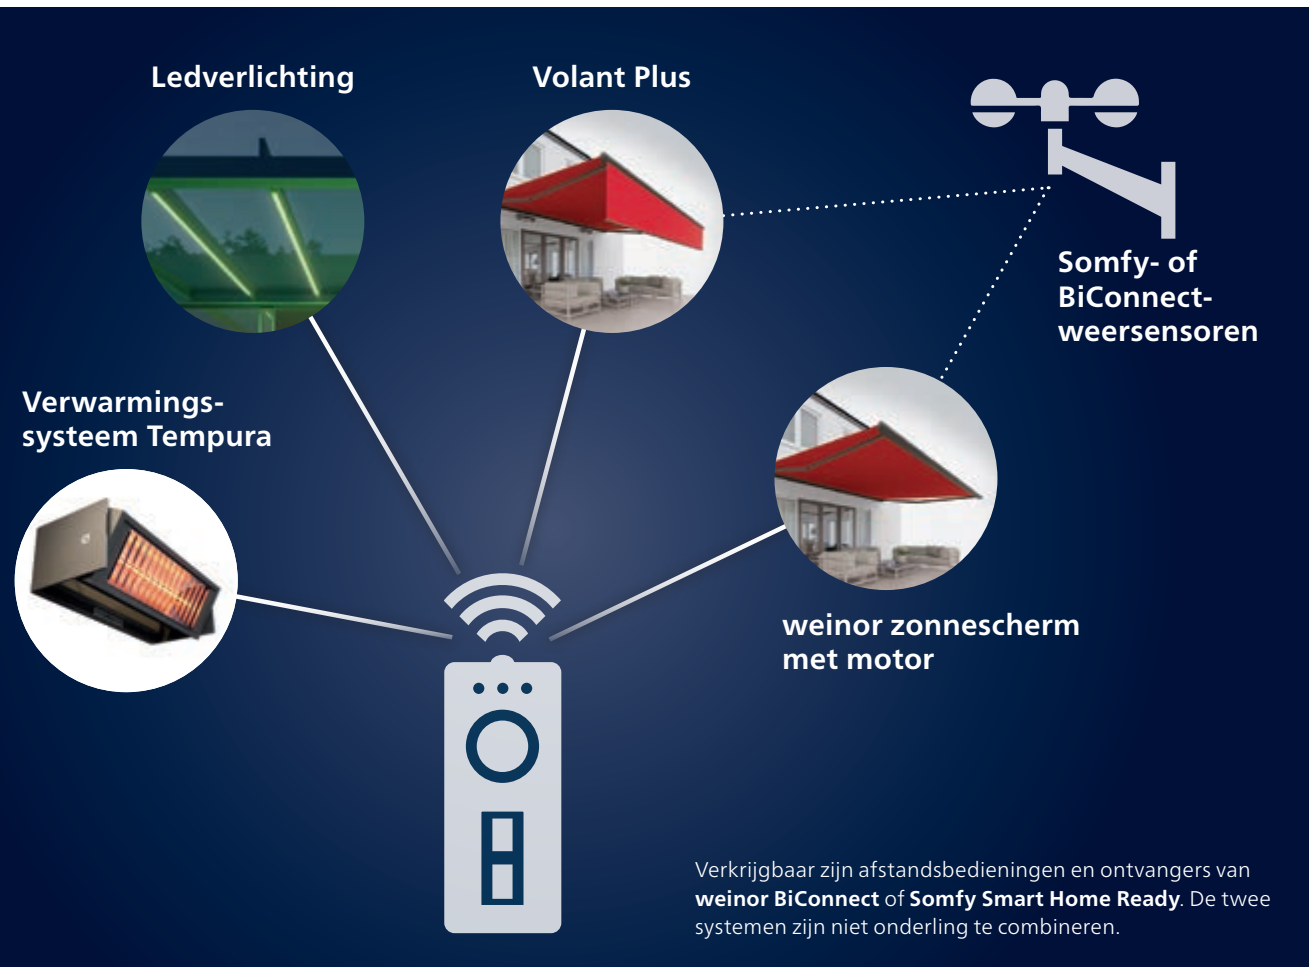 Ledverlichting
Volant Plus
Somfy- of
BiConnect-
weersensoren
Verwarmings-
systeem Tempura
weinor zonnescherm
met motor
Verkrijgbaar zijn afstandsbedieningen en ontvangers van
weinor BiConnect of Somfy Smart Home Ready. De twee
systemen zijn niet onderling te combineren.